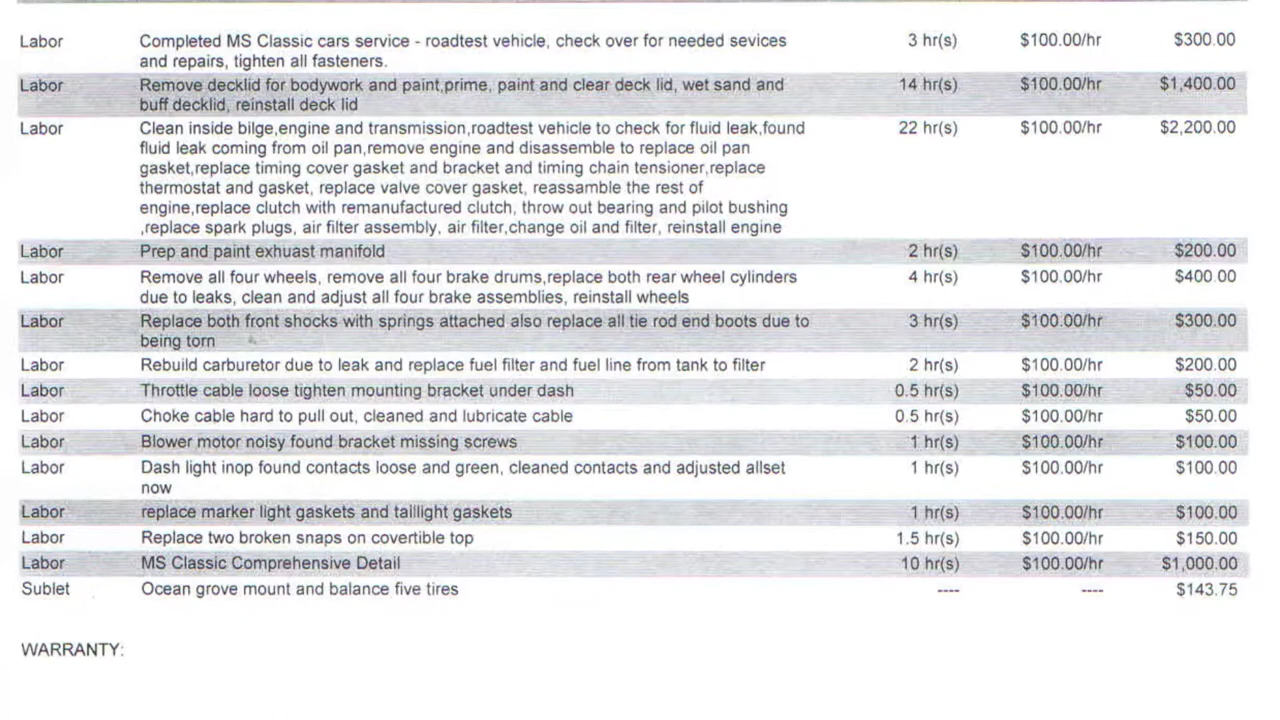 Labor Completed MS Classic cars service - roadtest vehicle, check over for needed sevices 3 hr(s) $100.00/hr $300.00
and repairs, tighten all fasteners.
Labor Remove decklid for bodywork and paint,prime, paint and clear deck lid, wet sand and 14 hr(s) $100.00/hr $1,400.00
buff decklid, reinstall deck lid
Labor Clean inside bilge,engine and transmission,roadtest vehicle to check for fluid leak,found 22 hr(s) $100.00/hr $2,200.00
fluid leak coming from oil pan,remove engine and disassemble to replace oil pan
gasket,replace timing cover gasket and bracket and timing chain tensioner,replace
thermostat and gasket, replace valve cover gasket, reassamble the rest of
engine,replace clutch with remanufactured clutch, throw out bearing and pilot bushing
,replace spark plugs, air filter assembly, air filter,change oil and filter, reinstall engine
Labor Prep and paint exhuast manifold 2 hr(s) $100.00/hr $200.00
Labor Remove all four wheels, remove all four brake drums,replace both rear wheel cylinders 4 hr(s) $100.00/hr $400.00
due to leaks, clean and adjust all four brake assemblies, reinstall wheels
Labor Replace both front shocks with springs attached also replace all tie rod end boots due to 3 hr(s) $100.00/hr $300.00
being torn
Labor Rebuild carburetor due to leak and replace fuel filter and fuel line from tank to filter 2 hr(s) $100.00/hr $200.00
Labor Throttle cable loose tighten mounting bracket under dash 0.5 hr(s) $100.00/hr $50.00
Labor Choke cable hard to pull out, cleaned and lubricate cable 0.5 hr(s) $100.00/hr $50.00
Labor Blower motor noisy found bracket missing screws 1 hr(s) $100.00/hr $100.00
Labor Dash light inop found contacts loose and green, cleaned contacts and adjusted allset 1 hr(s) $100.00/hr $100.00
now
Labor replace marker light gaskets and taillight gaskets 1 hr(s) $100.00/hr $100.00
Labor Replace two broken snaps on covertible top 1.5 hr(s) $100.00/hr $150.00
Labor MS Classic Comprehensive Detail 10 hr(s) $100.00/hr $1,000.00
Sublet Ocean grove mount and balance five tires ---- ---- $143.75
WARRANTY: